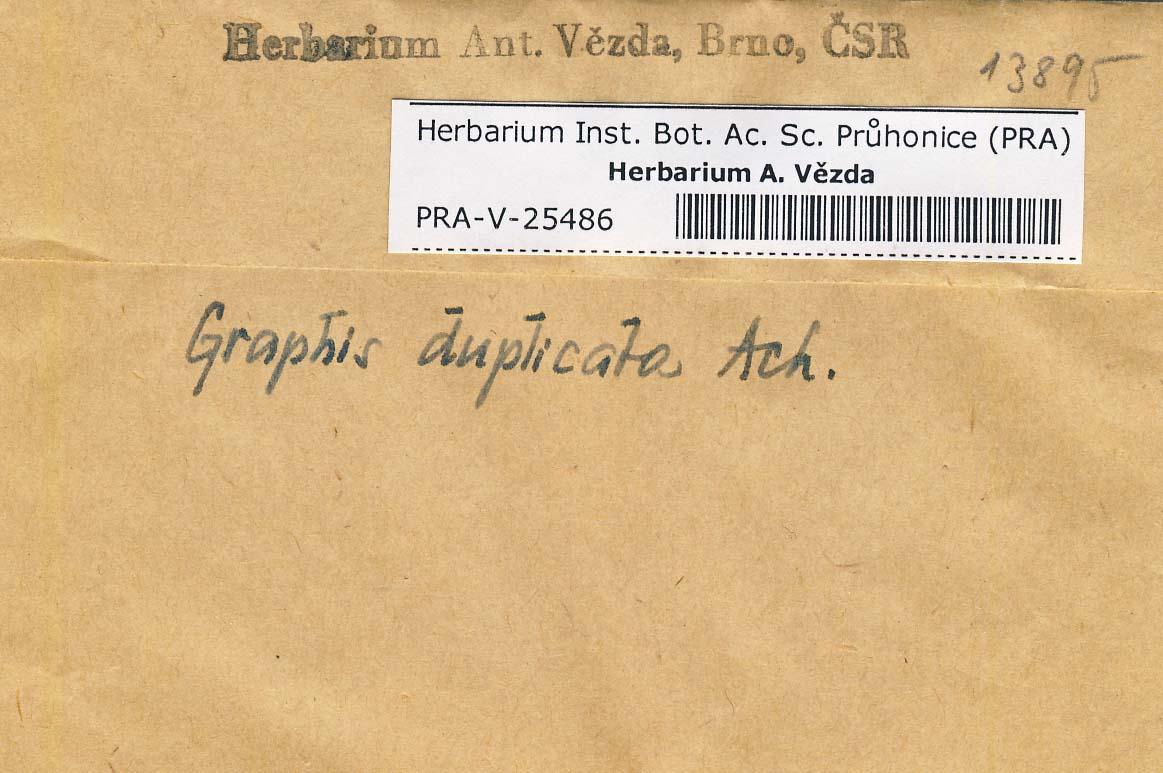 Herbarium Ant. Vězda, Brno, ČSR
13895
Herbarium Inst. Bot. Ac. Sc. Průhonice (PRA)
Herbarium A. Vězda
PRA-V-25486
Graphis duplicata Ach.